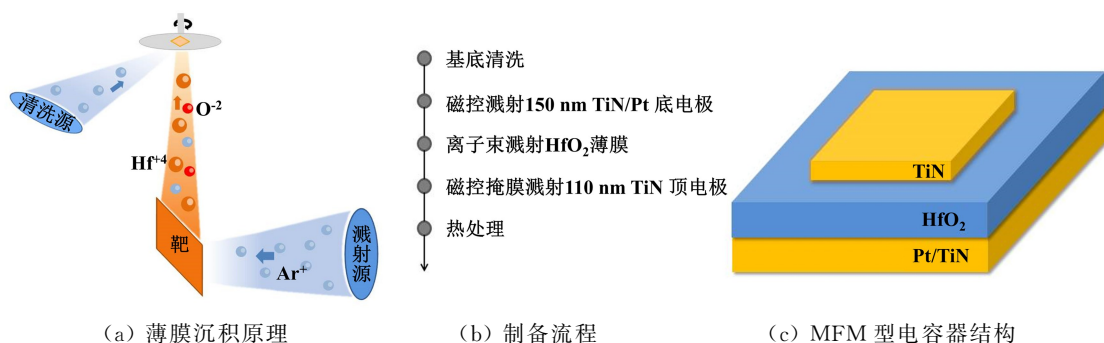 清洗源
O⁻²
Hf⁺⁴
靶
Ar⁺
溅射源
(a) 薄膜沉积原理
基底清洗
磁控溅射150 nm TiN/Pt 底电极
离子束溅射HfO₂薄膜
磁控掩膜溅射110 nm TiN 顶电极
热处理
(b) 制备流程
TiN
HfO₂
Pt/TiN
(c) MFM 型电容器结构